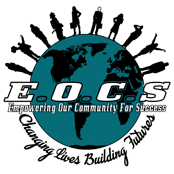 E.O.C.S
Empowering Our Community For Success
Changing Lives Building Futures